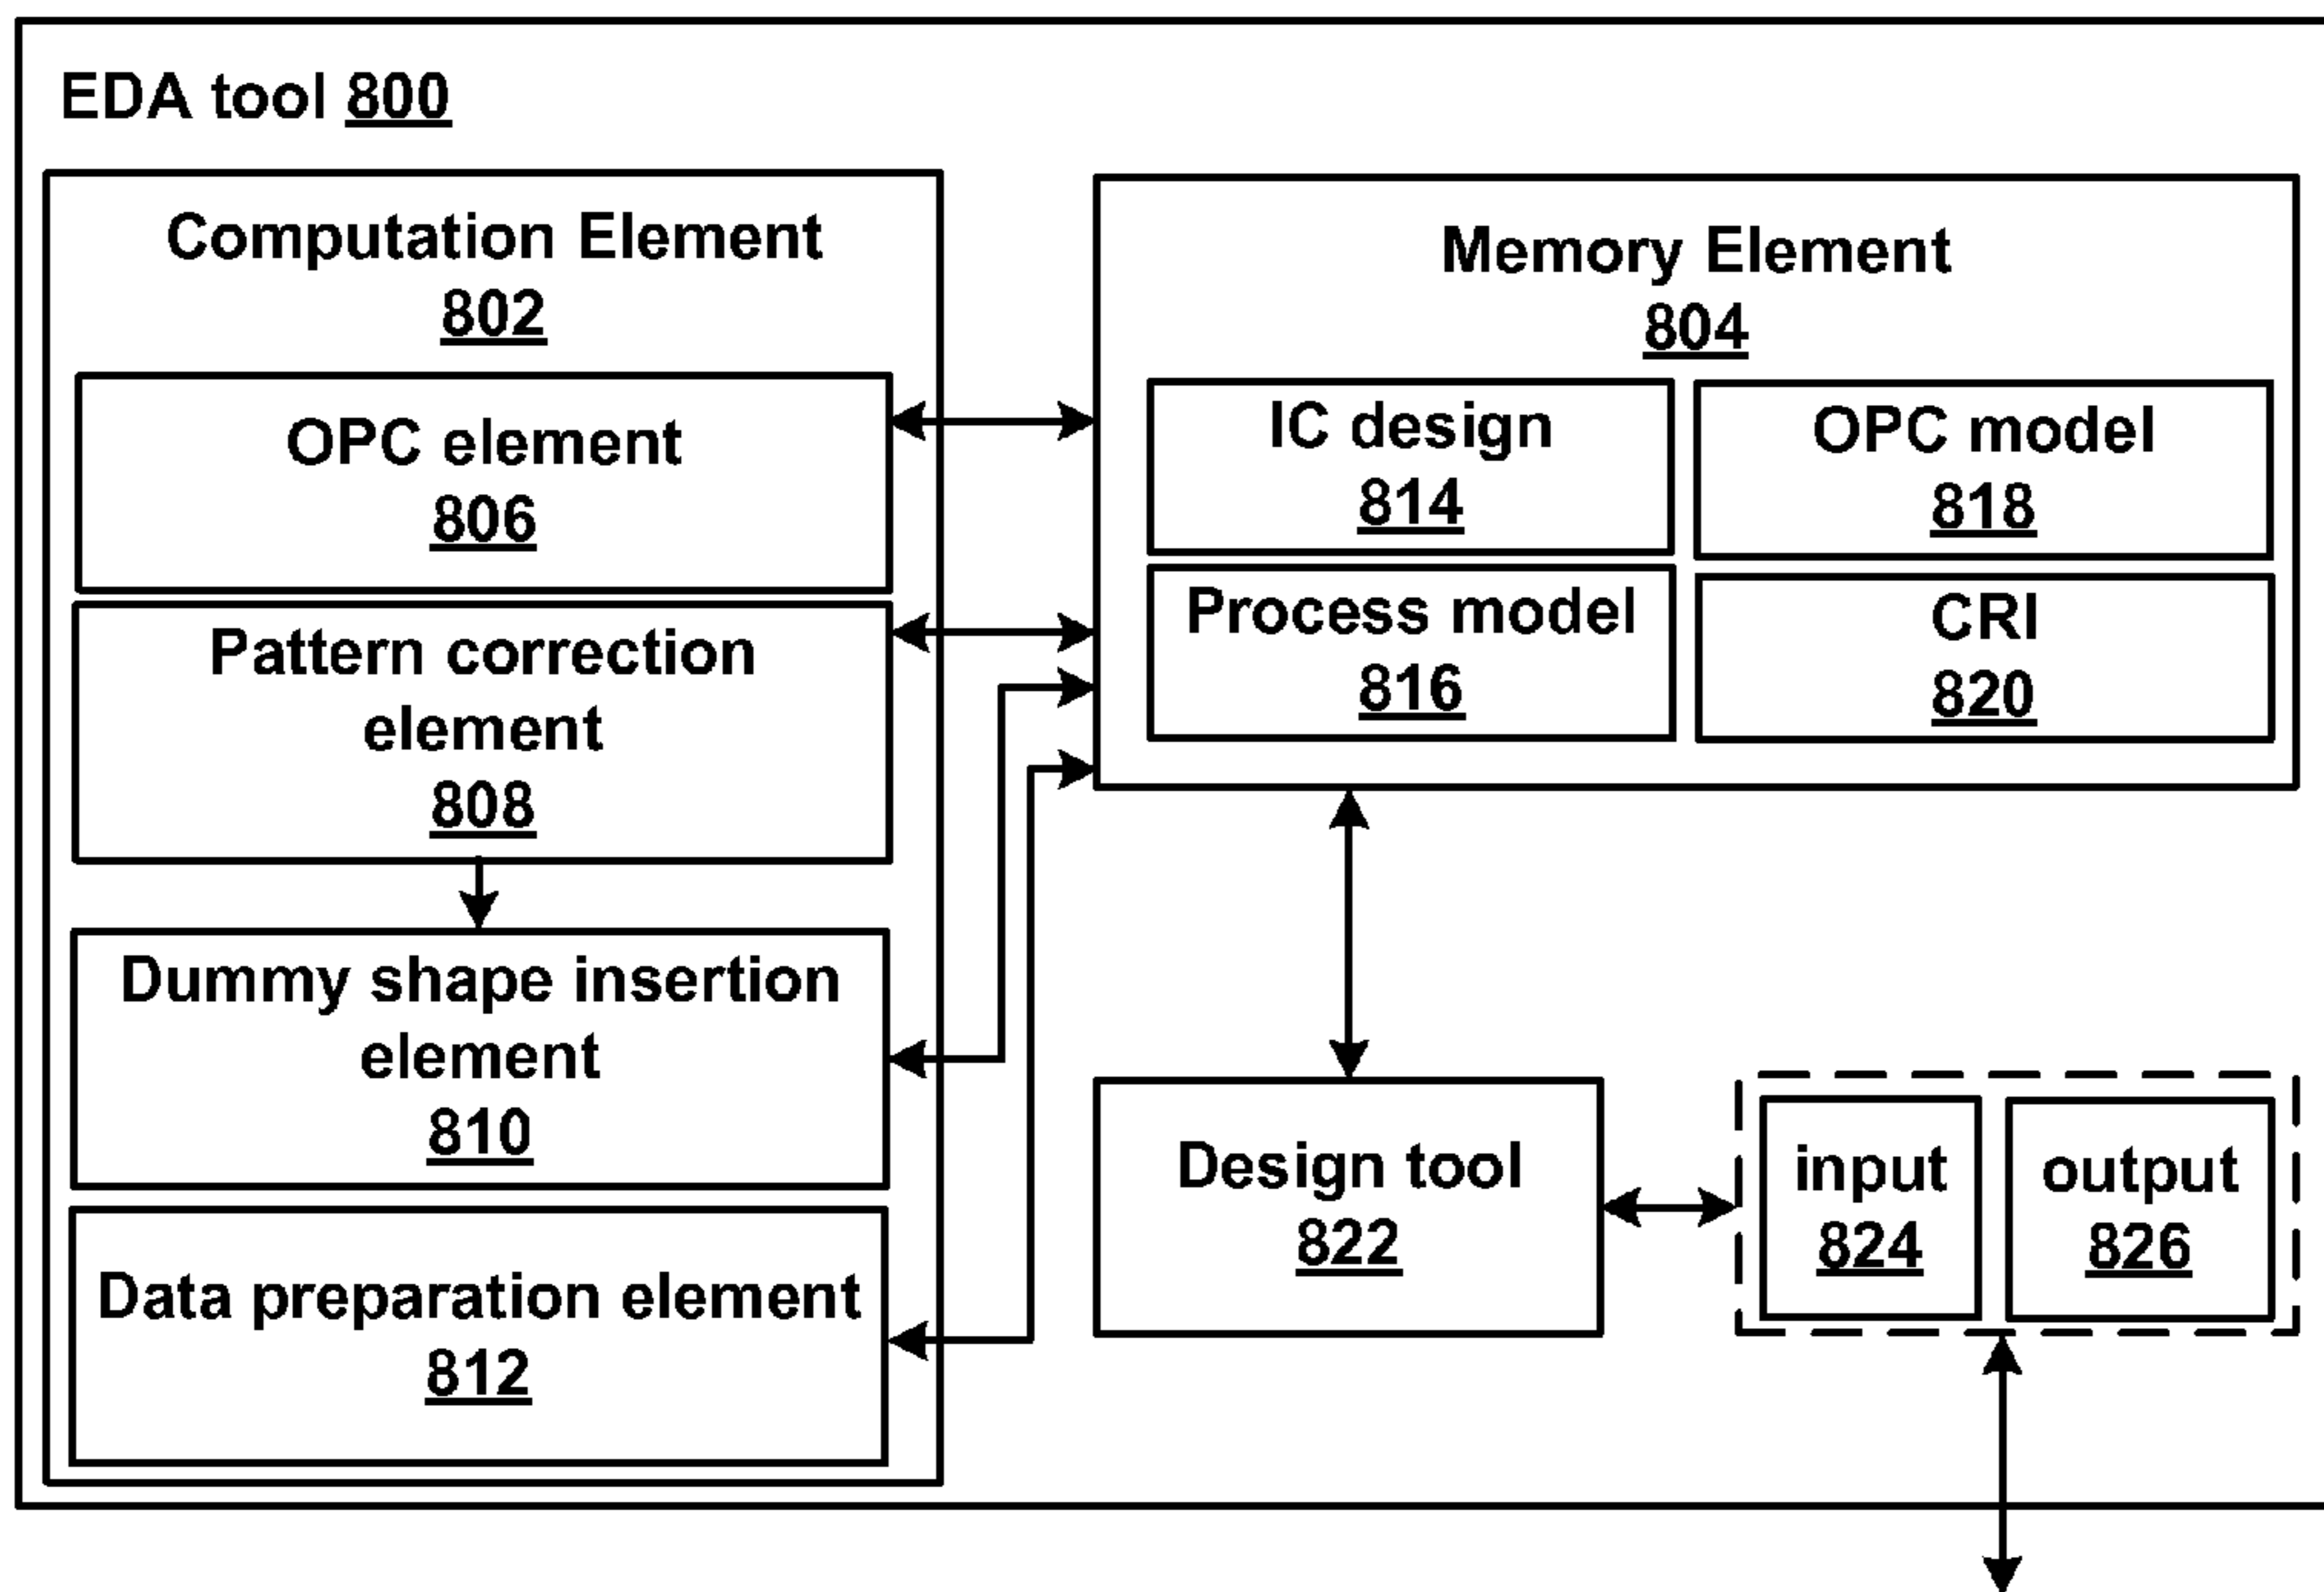 EDA tool 800
Computation Element
802
OPC element
806
Pattern correction
element
808
Dummy shape insertion
element
810
Data preparation element
812
Memory Element
804
IC design
814
OPC model
818
Process model
816
CRI
820
Design tool
822
input
824
output
826